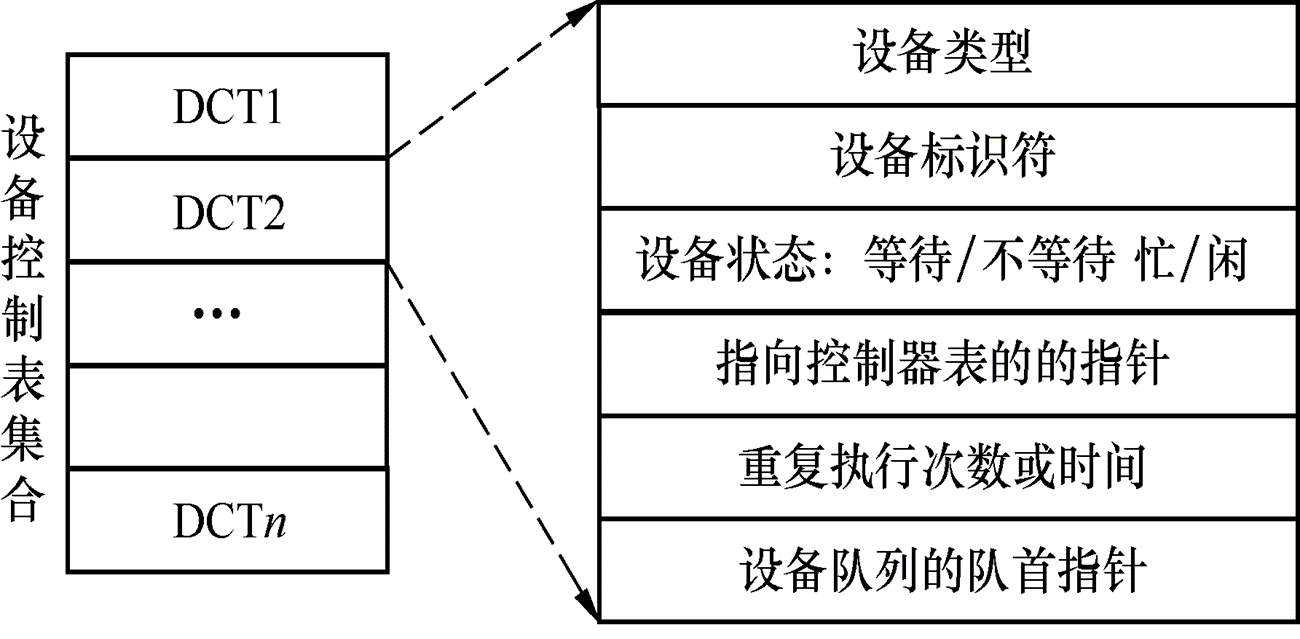 设备控制表集合
DCT1
DCT2
•••
DCTn
设备类型
设备标识符
设备状态：等待/不等待 忙/闲
指向控制器表的的指针
重复执行次数或时间
设备队列的队首指针